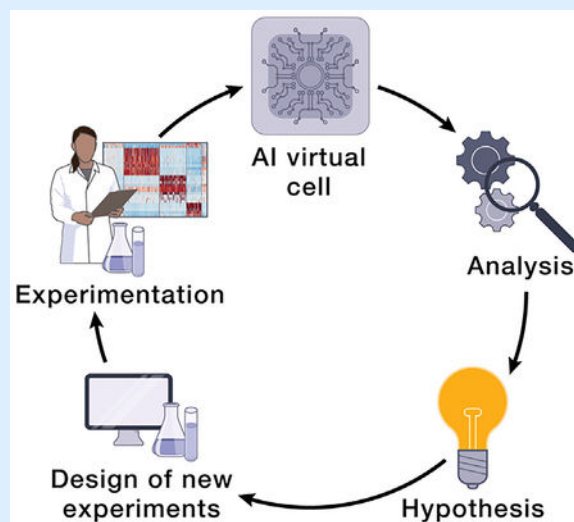 AI virtual
cell
Analysis
Experimentation
Design of new
experiments
Hypothesis